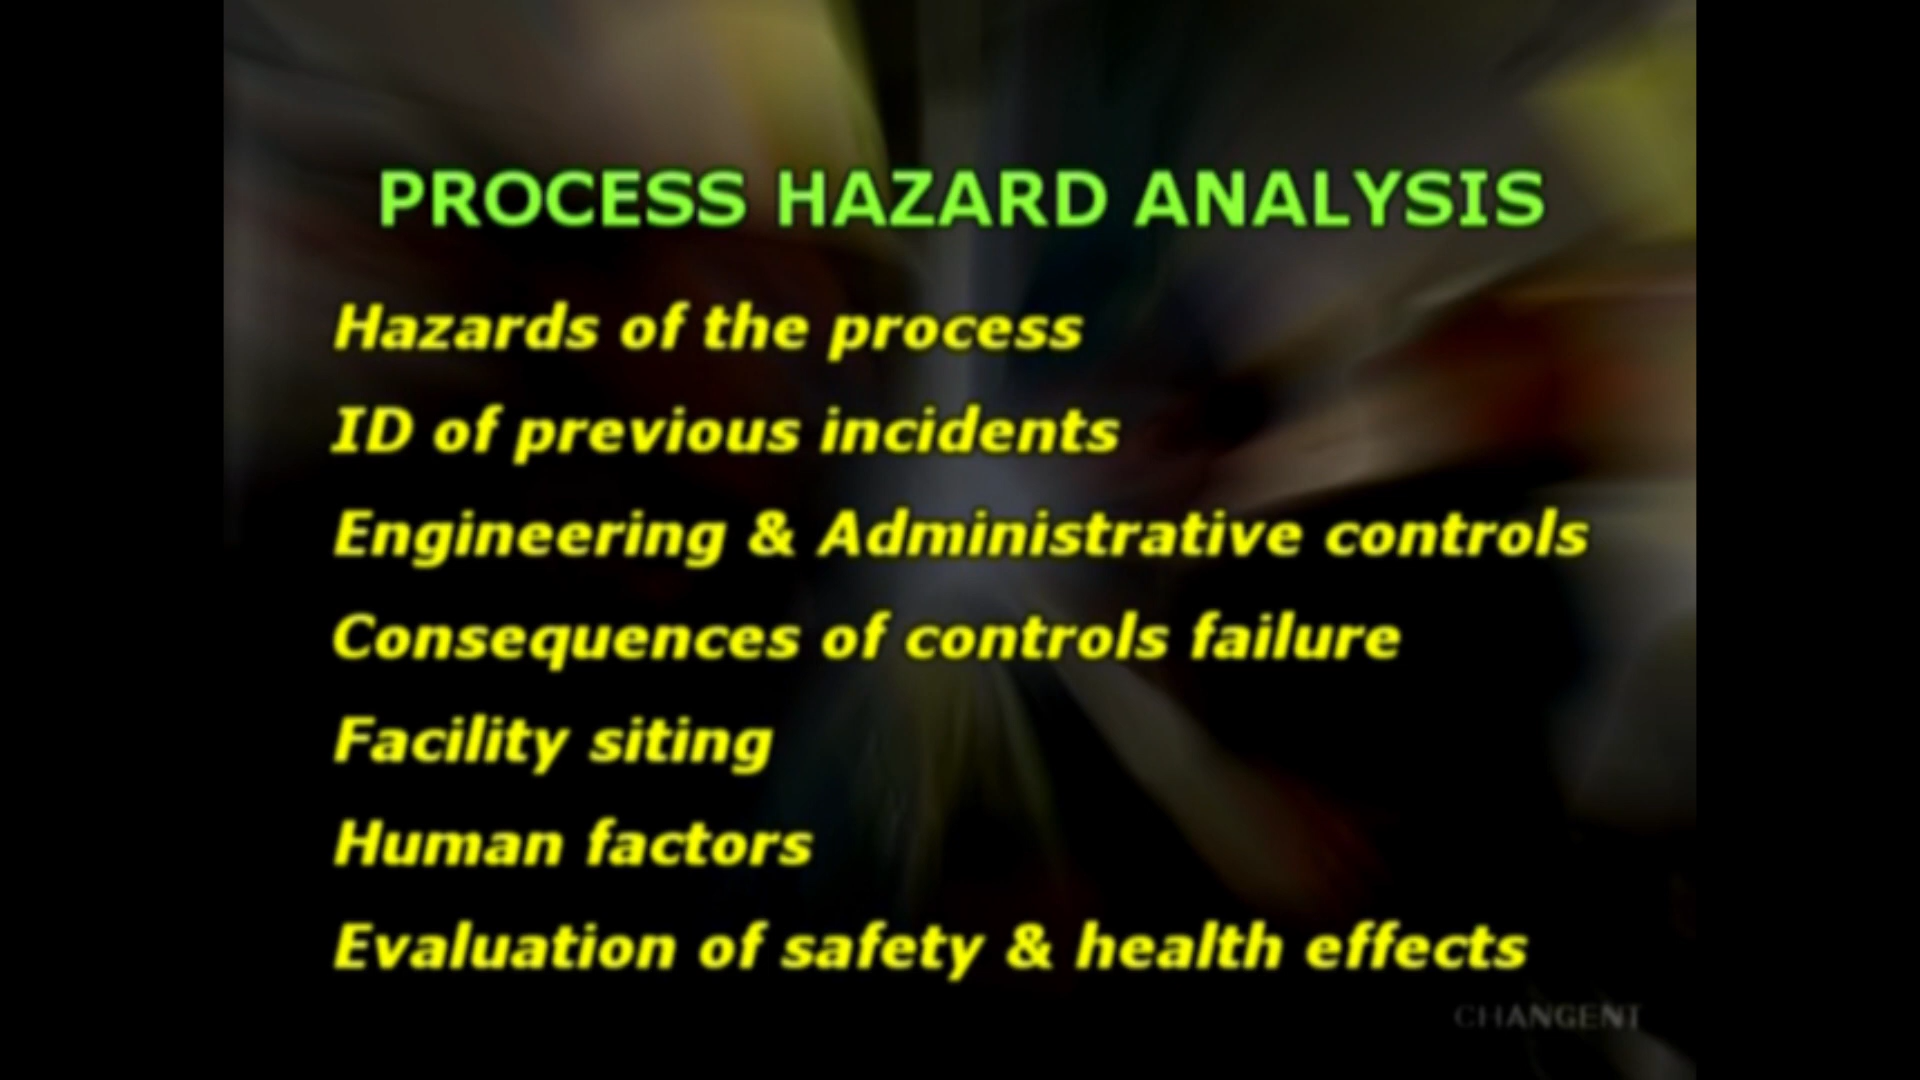 PROCESS HAZARD ANALYSIS
Hazards of the process
ID of previous incidents
Engineering & Administrative controls
Consequences of controls failure
Facility siting
Human factors
Evaluation of safety & health effects
CHANGENT